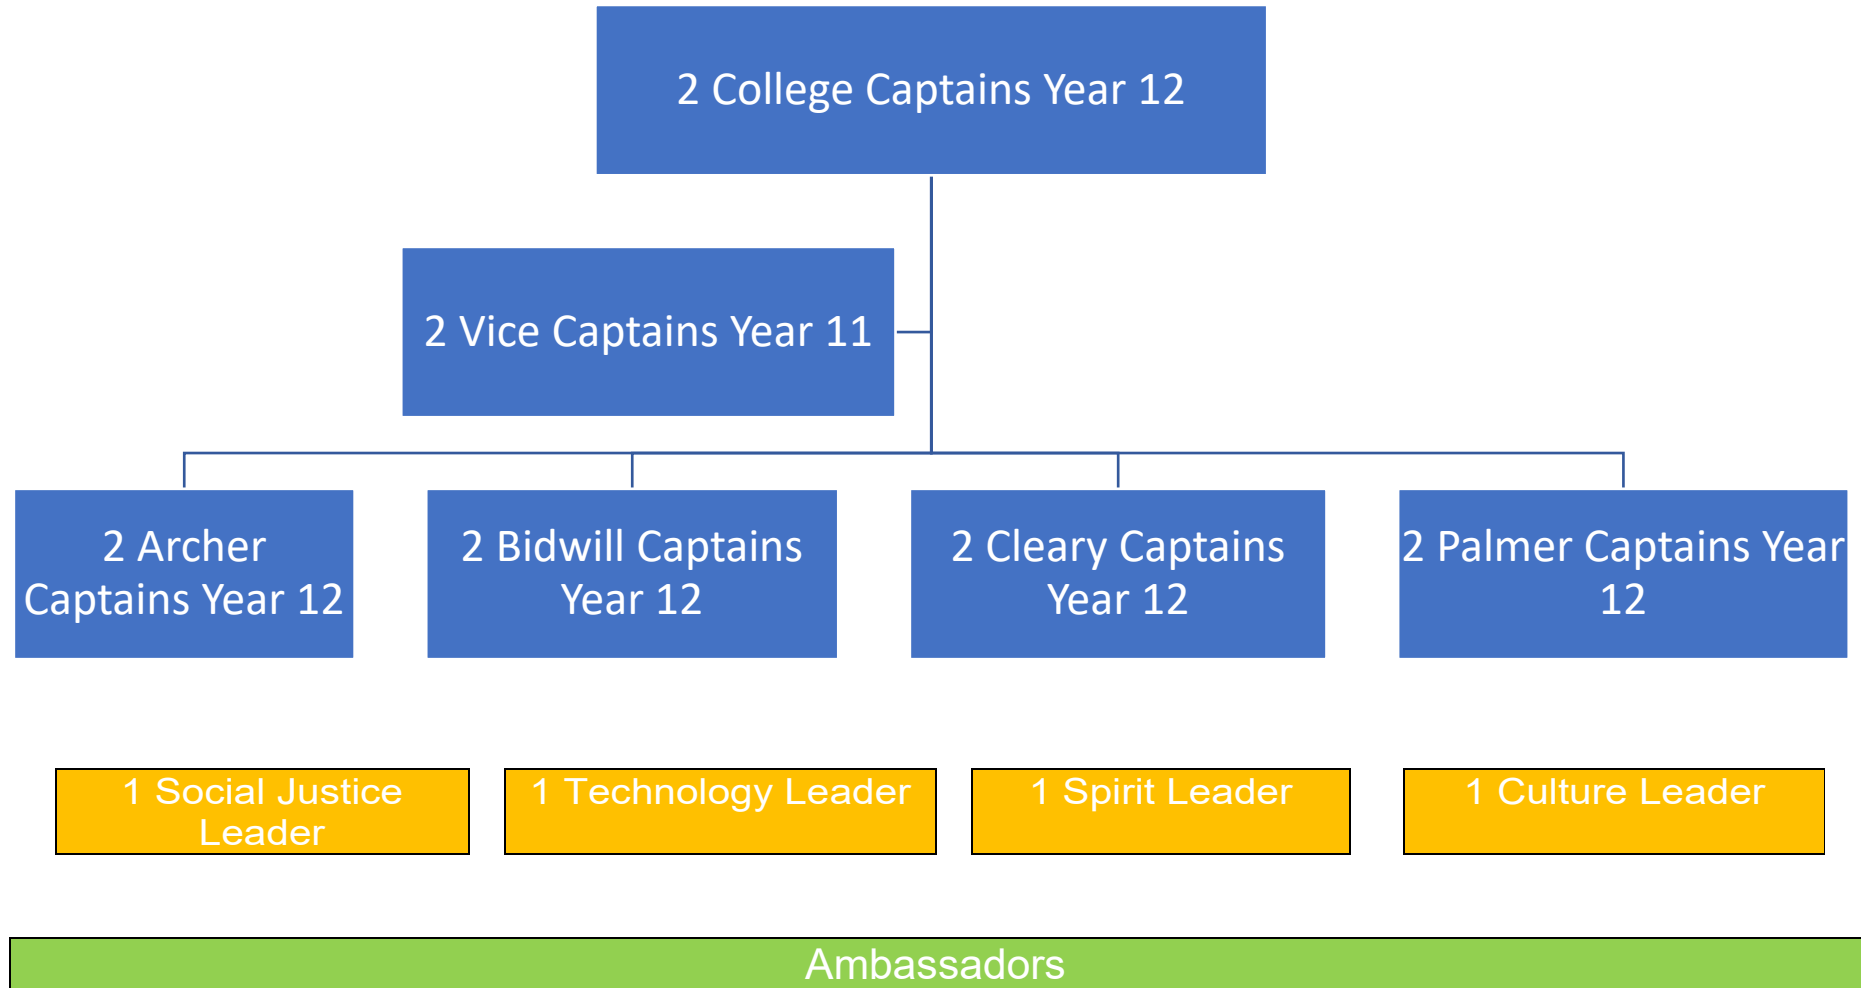 2 College Captains Year 12
2 Vice Captains Year 11
2 Archer
Captains Year 12
2 Bidwill Captains
Year 12
2 Cleary Captains
Year 12
2 Palmer Captains Year
12
1 Social Justice
Leader
1 Technology Leader
1 Spirit Leader
1 Culture Leader
Ambassadors